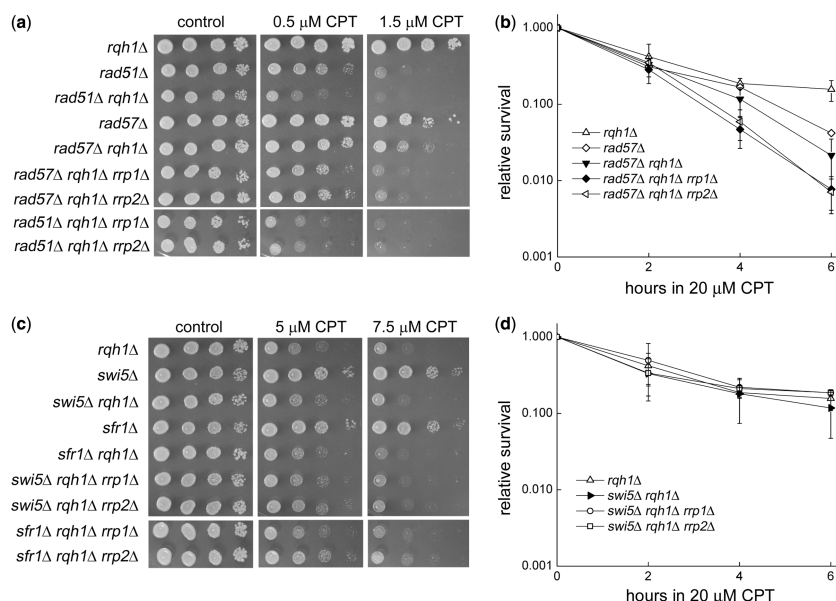 (a)
control 0.5 μM CPT 1.5 μM CPT
rqh1Δ
rad51Δ
rad51Δ rqh1Δ
rad57Δ
rad57Δ rqh1Δ
rad57Δ rqh1Δ rrp1Δ
rad57Δ rqh1Δ rrp2Δ
rad51Δ rqh1Δ rrp1Δ
rad51Δ rqh1Δ rrp2Δ
(b)
relative survival
1.000
0.100
0.010
0.001
rqh1Δ
rad57Δ
rad57Δ rqh1Δ
rad57Δ rqh1Δ rrp1Δ
rad57Δ rqh1Δ rrp2Δ
0 2 4 6
hours in 20 μM CPT
(c)
control 5 μM CPT 7.5 μM CPT
rqh1Δ
swi5Δ
swi5Δ rqh1Δ
sfr1Δ
sfr1Δ rqh1Δ
swi5Δ rqh1Δ rrp1Δ
swi5Δ rqh1Δ rrp2Δ
sfr1Δ rqh1Δ rrp1Δ
sfr1Δ rqh1Δ rrp2Δ
(d)
relative survival
1.000
0.100
0.010
0.001
rqh1Δ
swi5Δ rqh1Δ
swi5Δ rqh1Δ rrp1Δ
swi5Δ rqh1Δ rrp2Δ
0 2 4 6
hours in 20 μM CPT